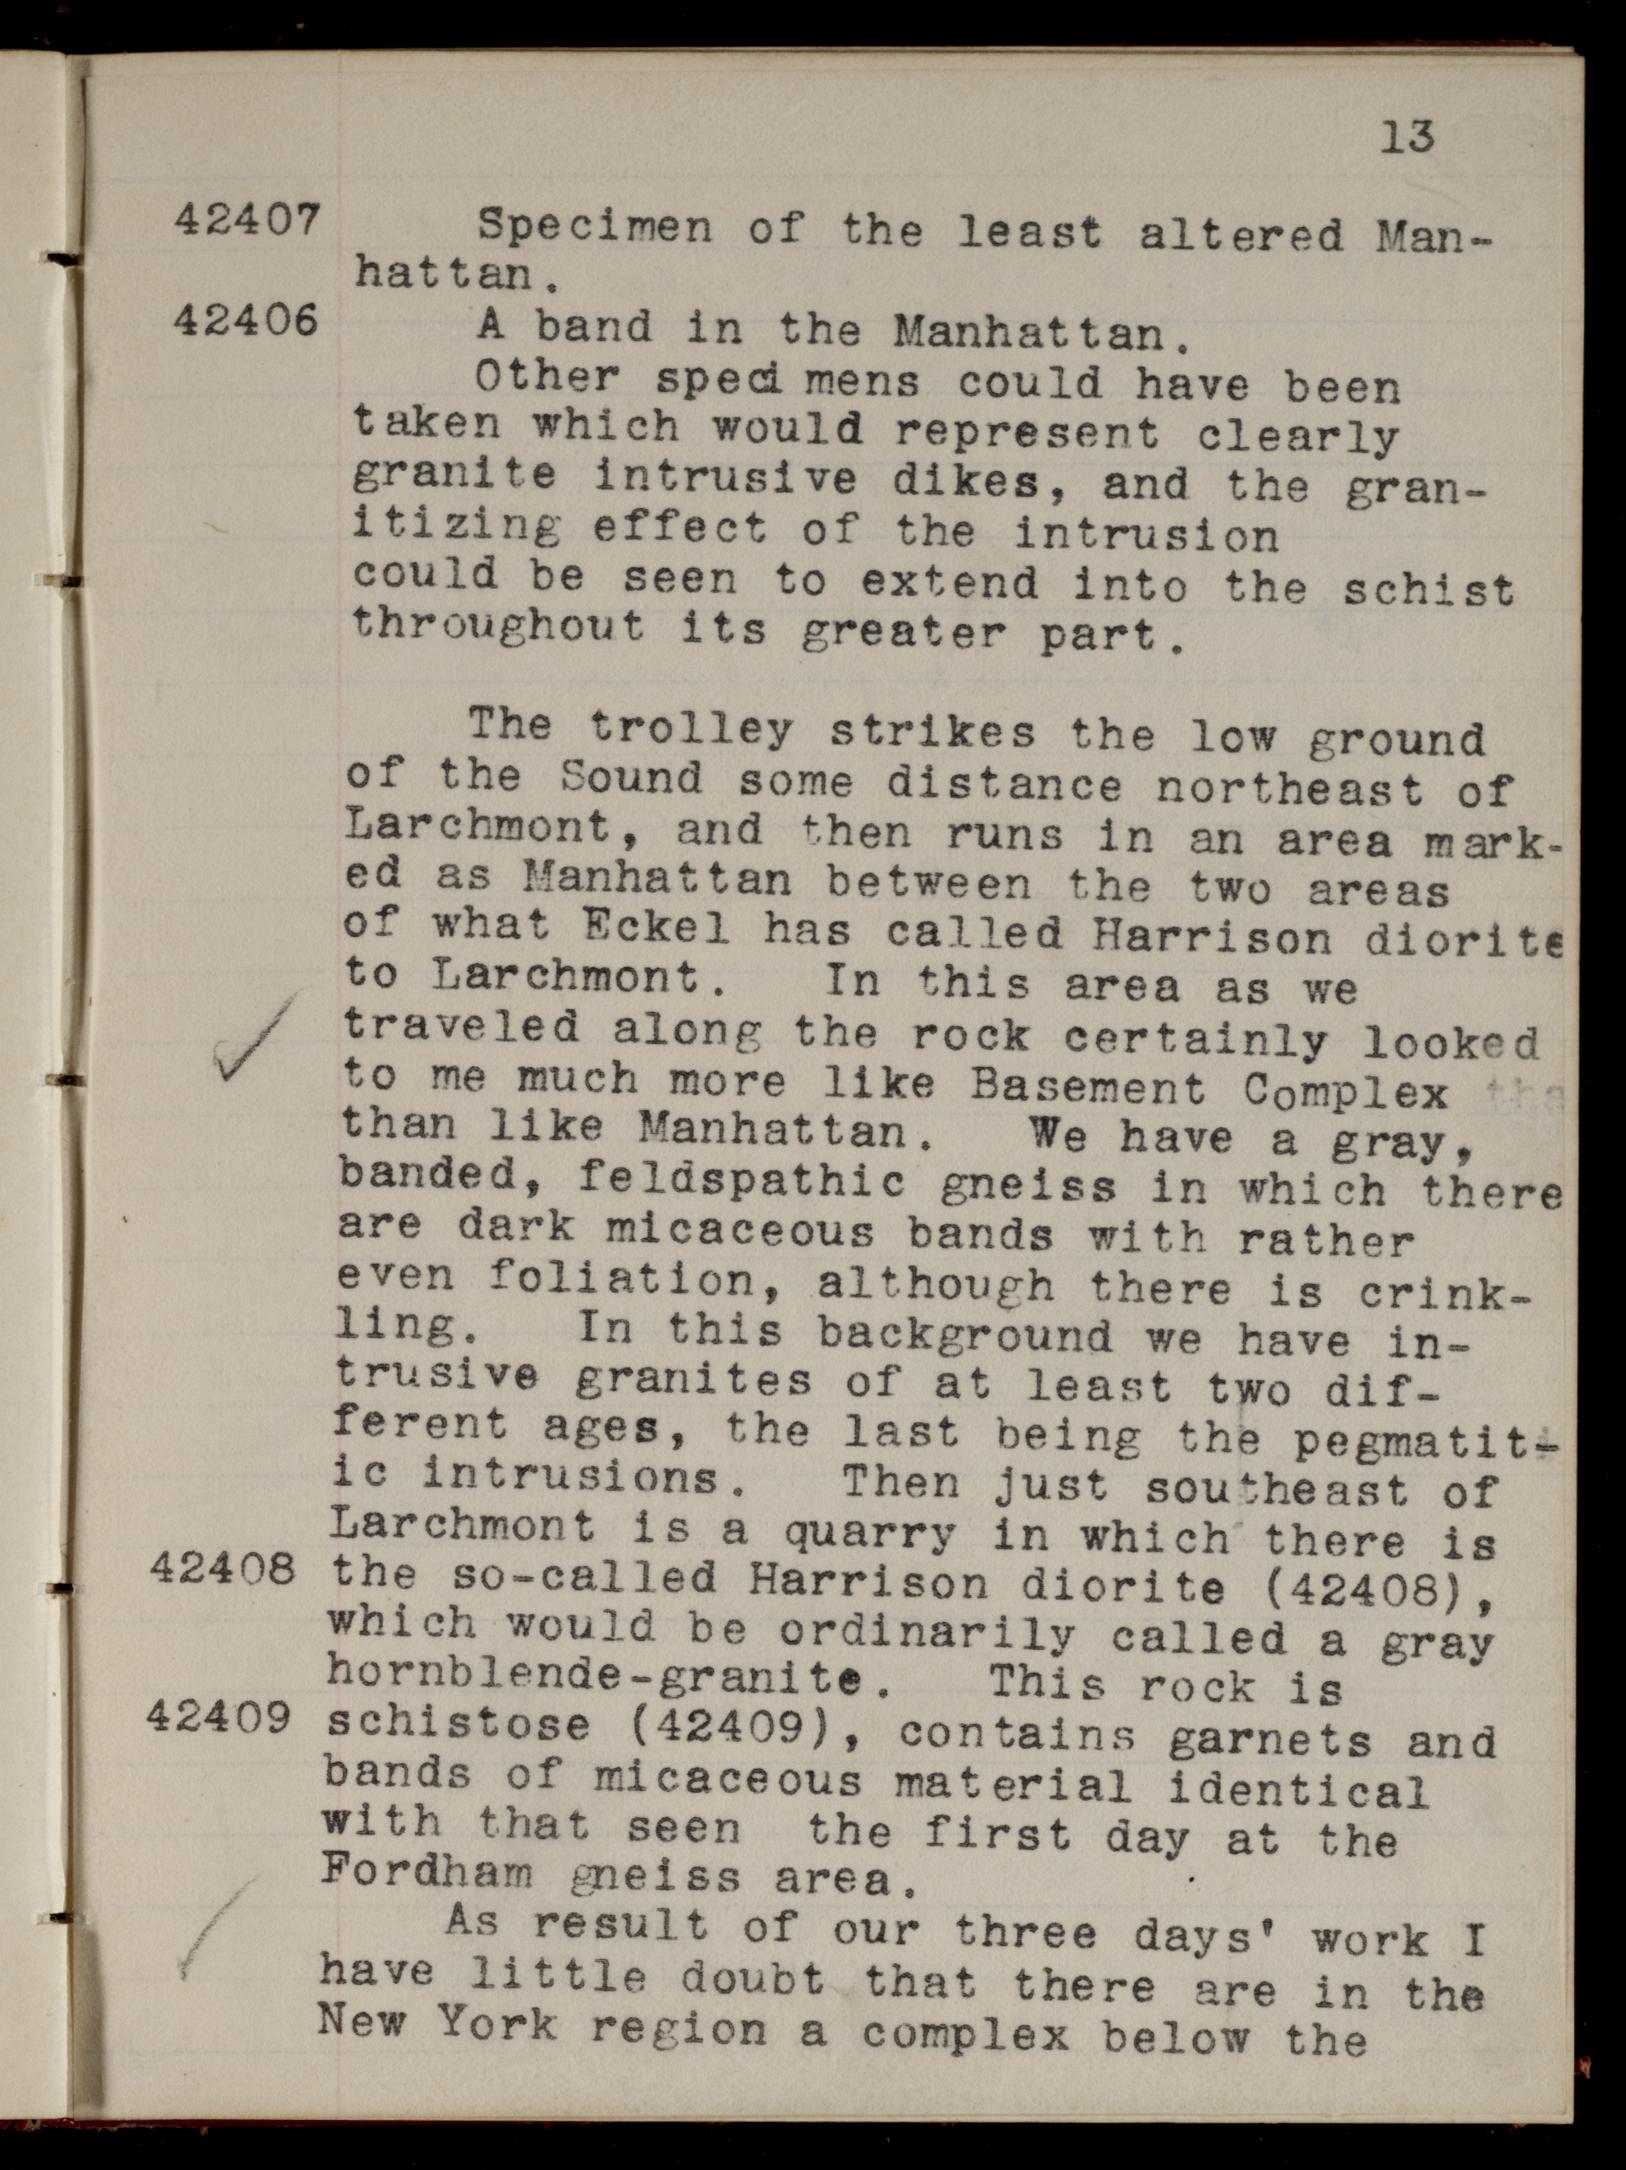 13
42407 Specimen of the least altered Man-
hattan.
42406 A band in the Manhattan.
Other specimens could have been
taken which would represent clearly
granite intrusive dikes, and the gran-
itizing effect of the intrusion
could be seen to extend into the schist
throughout its greater part.
The trolley strikes the low ground
of the Sound some distance northeast of
Larchmont, and then runs in an area mark-
ed as Manhattan between the two areas
of what Eckel has called Harrison diorite
to Larchmont. In this area as we
traveled along the rock certainly looked
to me much more like Basement Complex tha
than like Manhattan. We have a gray,
banded, feldspathic gneiss in which there
are dark micaceous bands with rather
even foliation, although there is crink-
ling. In this background we have in-
trusive granites of at least two dif-
ferent ages, the last being the pegmatit-
ic intrusions. Then just southeast of
Larchmont is a quarry in which there is
42408 the so-called Harrison diorite (42408),
which would be ordinarily called a gray
hornblende-granite. This rock is
42409 schistose (42409), contains garnets and
bands of micaceous material identical
with that seen the first day at the
Fordham gneiss area.
As result of our three days' work I
have little doubt that there are in the
New York region a complex below the